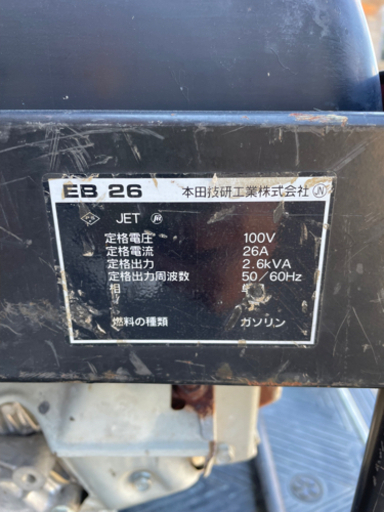 EB 26 本田技研工業株式会社 JN
PS JET
定格電圧 100V
定格電流 26A
定格出力 2.6kVA
定格出力周波数 50/60Hz
相
燃料の種類 ガソリン